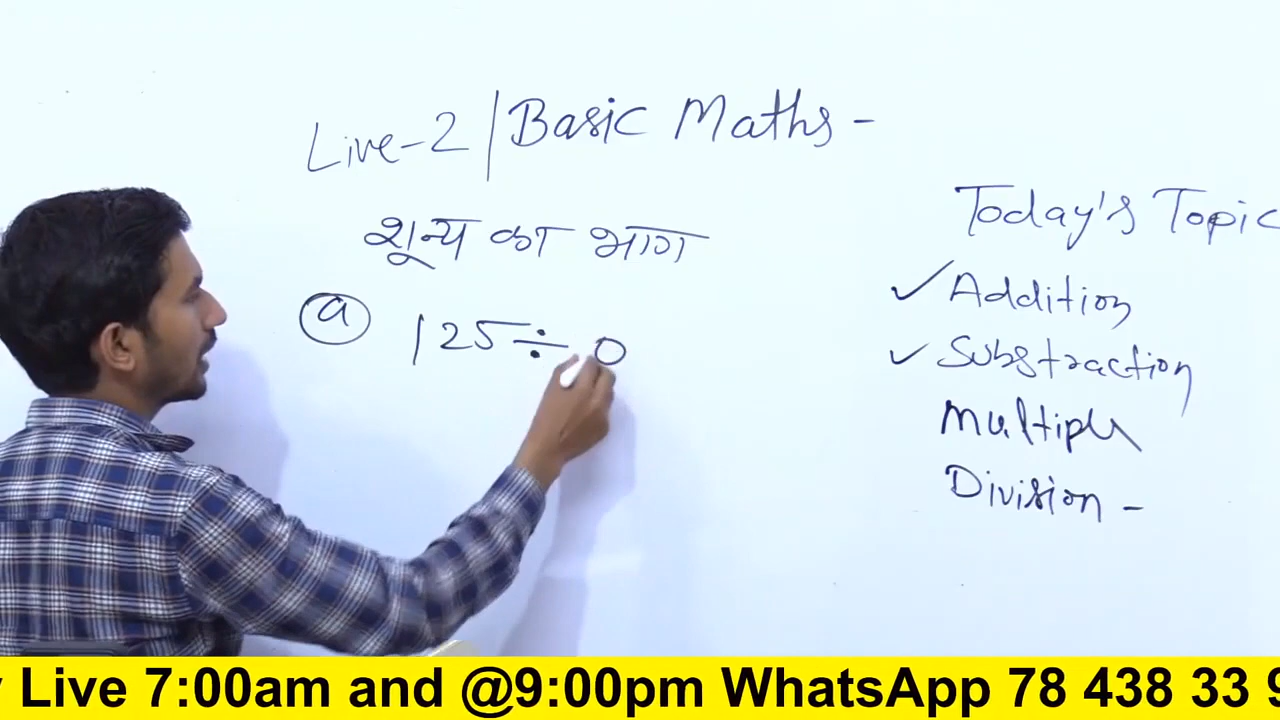 Live-2 | Basic Maths -
शून्य का भाग
(a) 125 ÷ 0
Today's Topic
✓ Addition
✓ Substraction
Multiple
Division -
Live 7:00am and @9:00pm WhatsApp 78 438 33